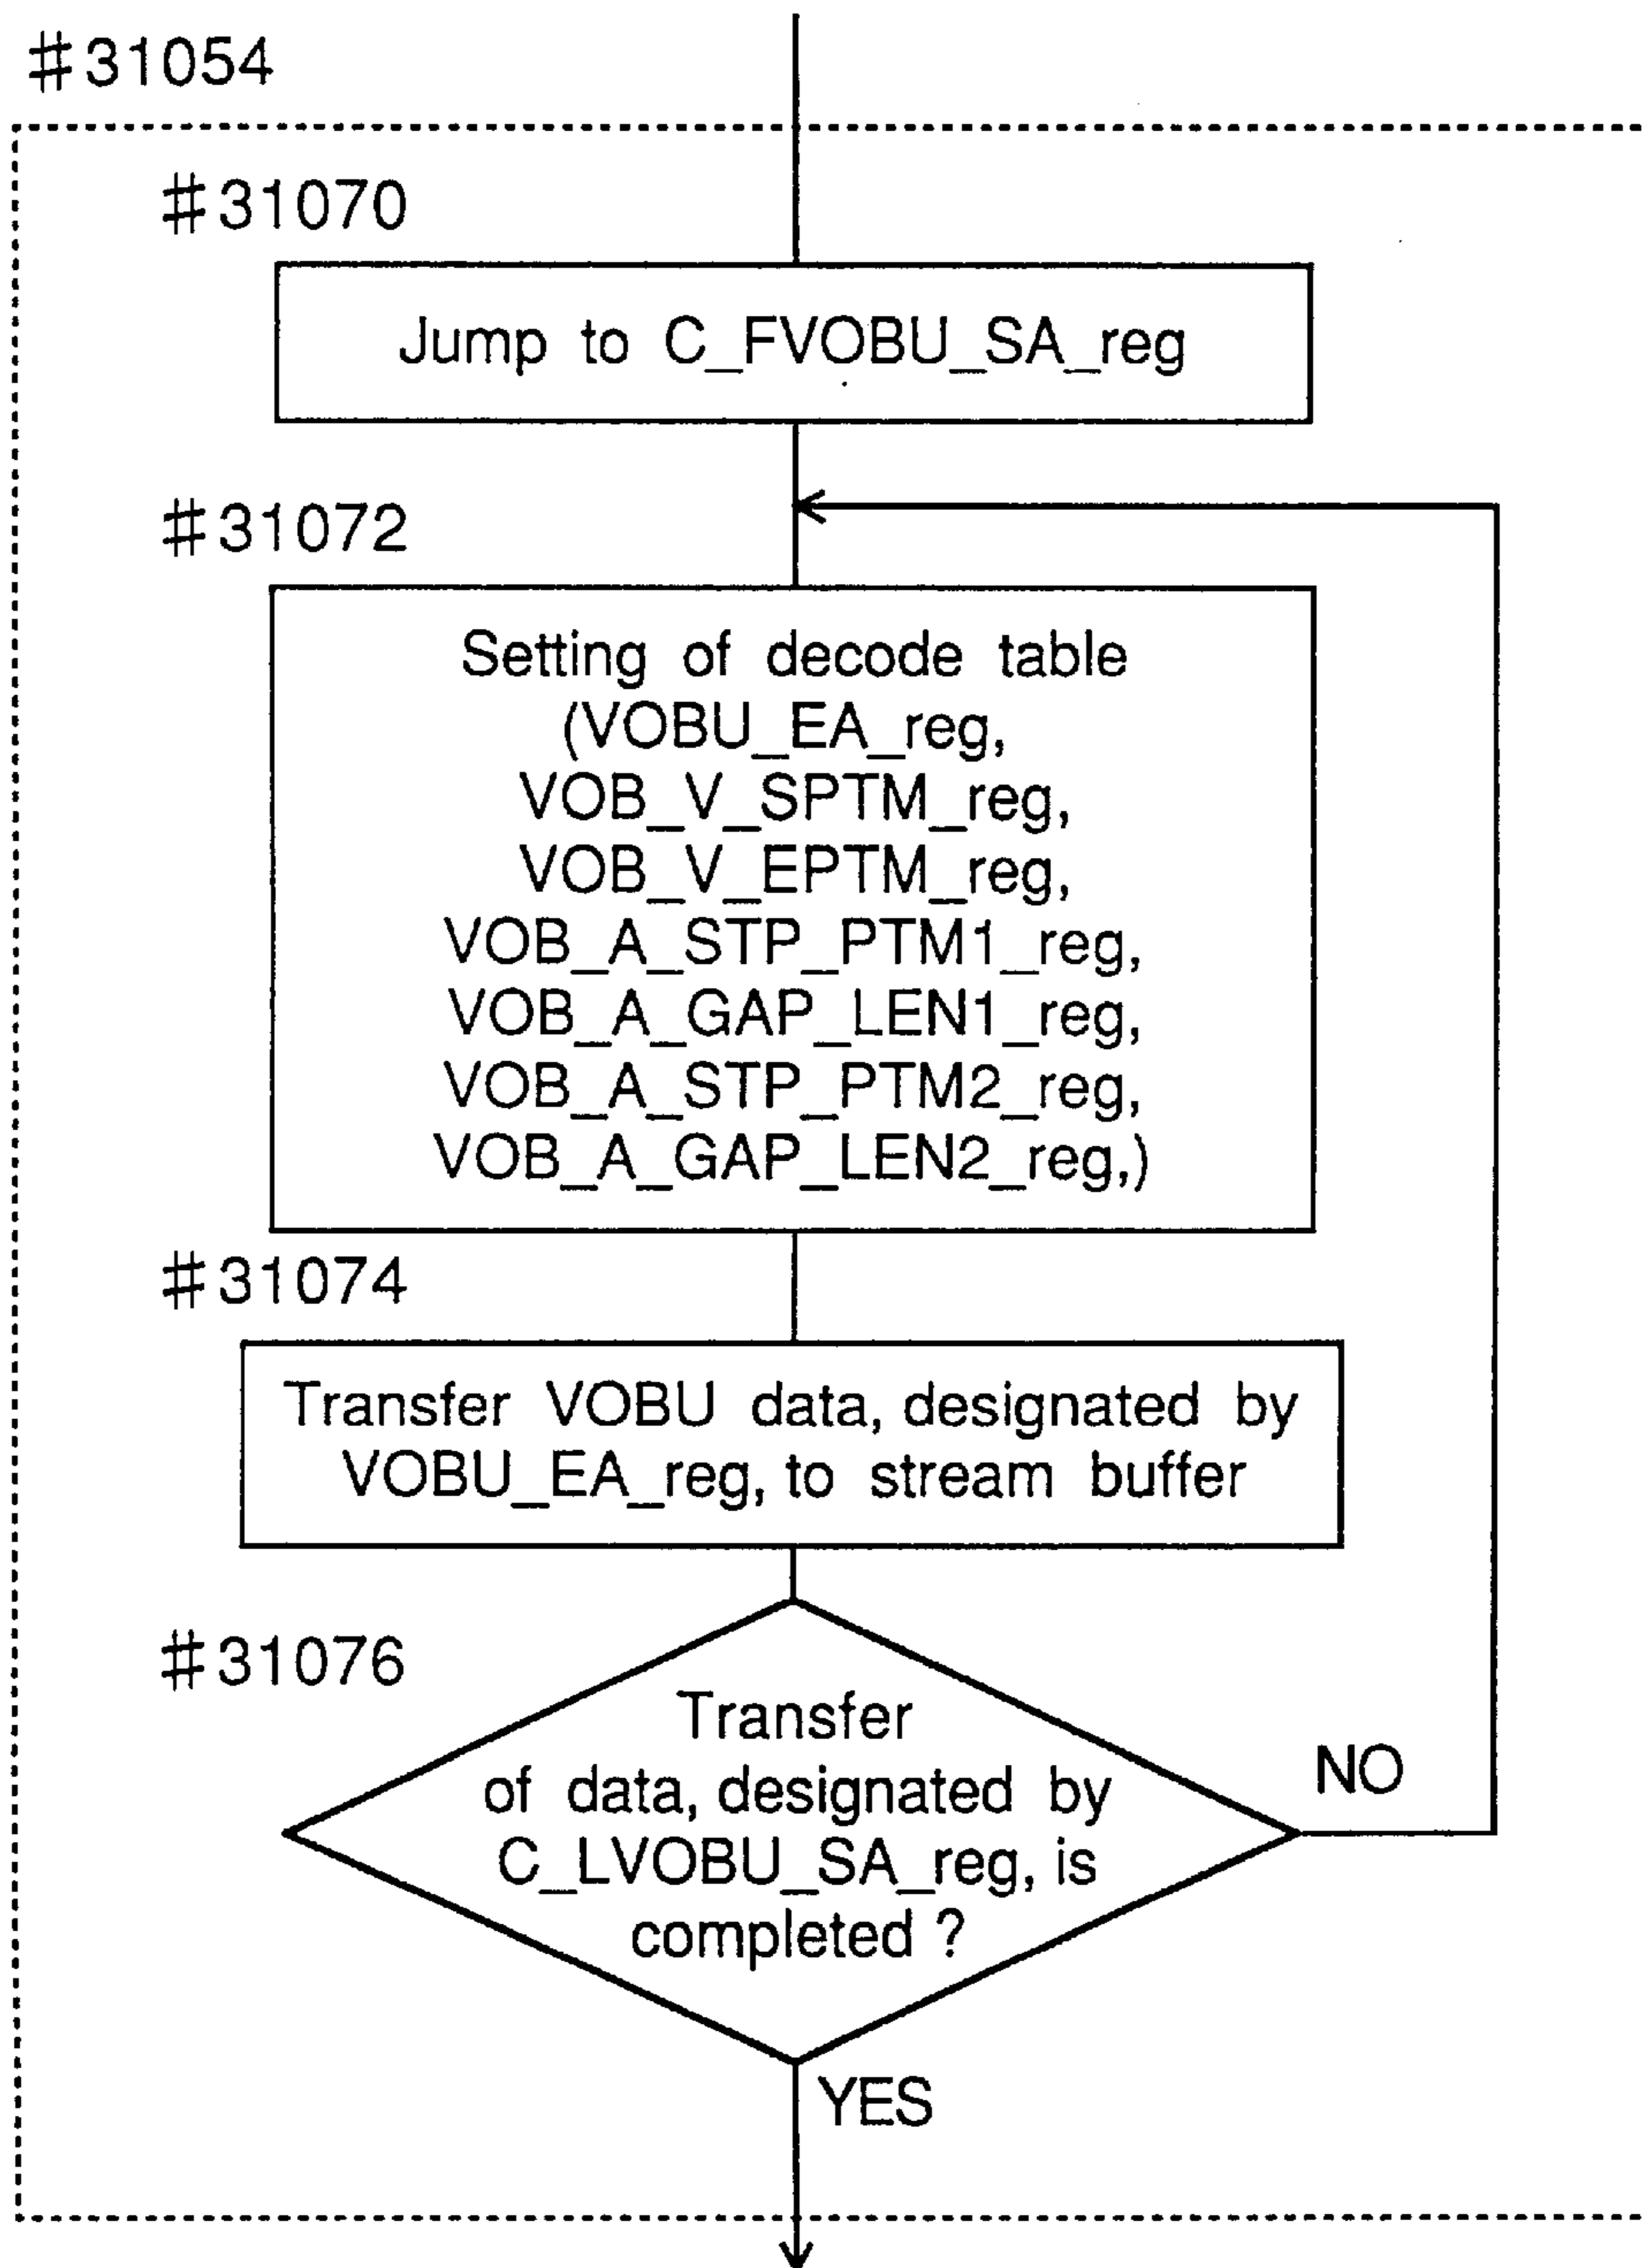 #31054
#31070
Jump to C_FVOBU_SA_reg
#31072
Setting of decode table
(VOBU_EA_reg,
VOB_V_SPTM_reg,
VOB_V_EPTM_reg,
VOB_A_STP_PTM1_reg,
VOB_A_GAP_LEN1_reg,
VOB_A_STP_PTM2_reg,
VOB_A_GAP_LEN2_reg,)
#31074
Transfer VOBU data, designated by
VOBU_EA_reg, to stream buffer
#31076
Transfer
of data, designated by
C_LVOBU_SA_reg, is
completed ?
NO
YES